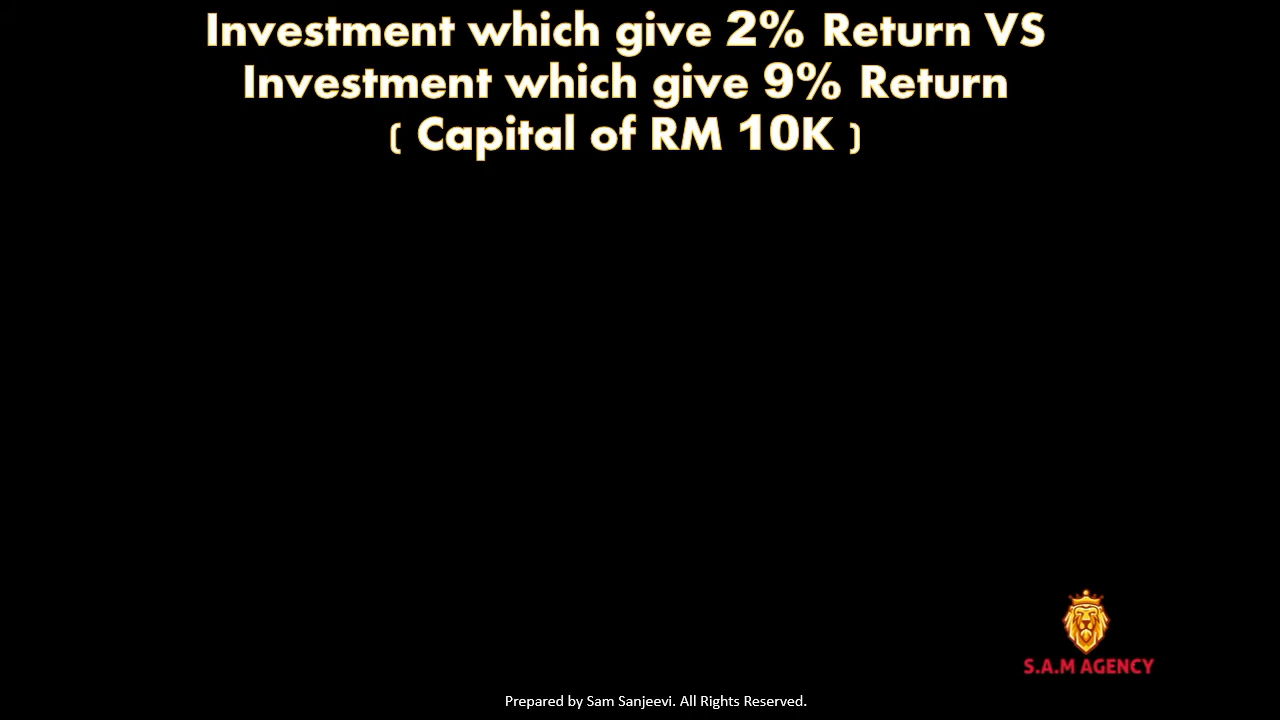 Investment which give 2% Return VS
Investment which give 9% Return
( Capital of RM 10K )
S.A.M AGENCY
Prepared by Sam Sanjeevi. All Rights Reserved.